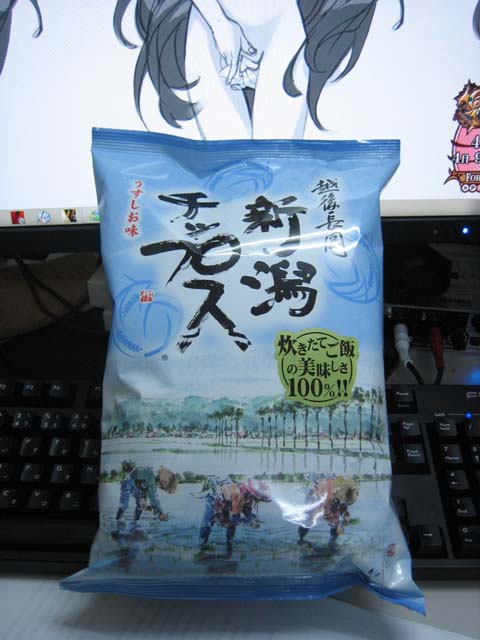 越後長岡
新潟
チップス
うすしお味
®
炊きたてご飯
の美味しさ
100%!!